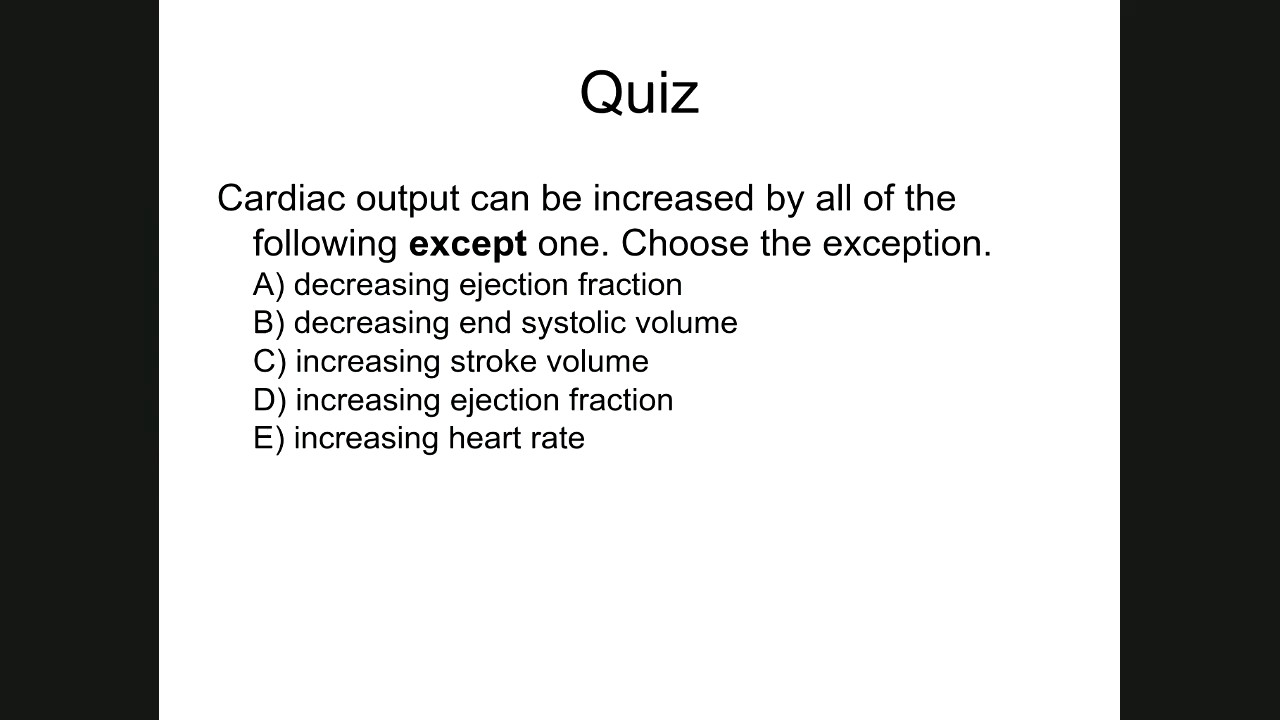 Quiz
Cardiac output can be increased by all of the
following except one. Choose the exception.
A) decreasing ejection fraction
B) decreasing end systolic volume
C) increasing stroke volume
D) increasing ejection fraction
E) increasing heart rate